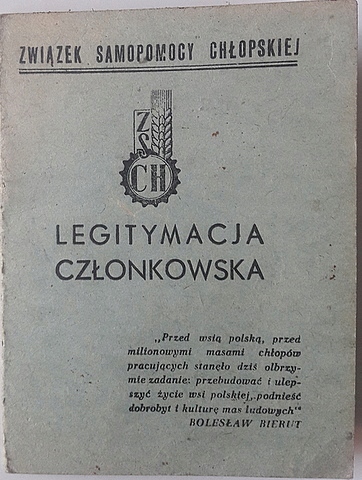 ZWIĄZEK SAMOPOMOCY CHŁOPSKIEJ
Z
S
CH
LEGITYMACJA
CZŁONKOWSKA
„Przed wsią polską, przed
milionowymi masami chłopów
pracujących stanęło dziś olbrzy-
mie zadanie: przebudować i ulep-
szyć życie wsi polskiej, „podnieść
dobrobyt i kulturę mas ludowych“
BOLESŁAW BIERUT